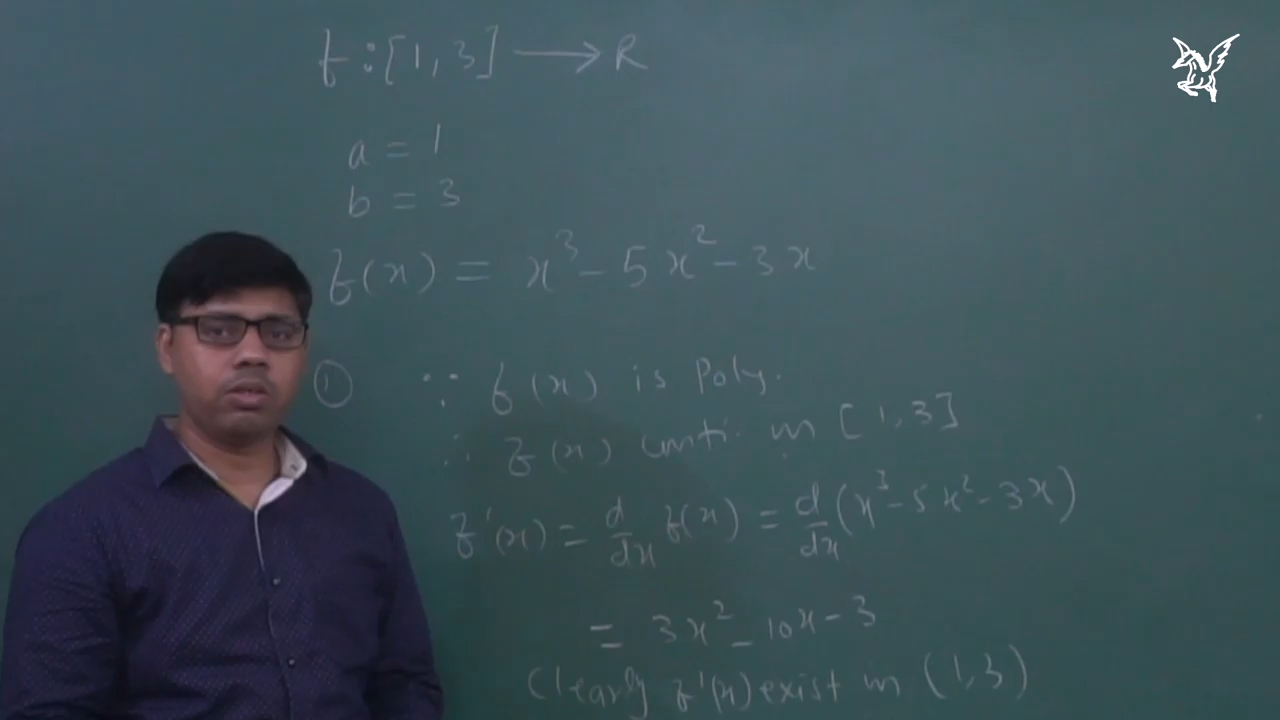 f : [1, 3] → R
a = 1
b = 3
f(x) = x³ - 5x² - 3x
① ∵ f(x) is Poly.
∴ f(x) conti. in [1, 3]
f'(x) = d/dx f(x) = d/dx (x³ - 5x² - 3x)
= 3x² - 10x - 3
Clearly f'(x) exist in (1, 3)